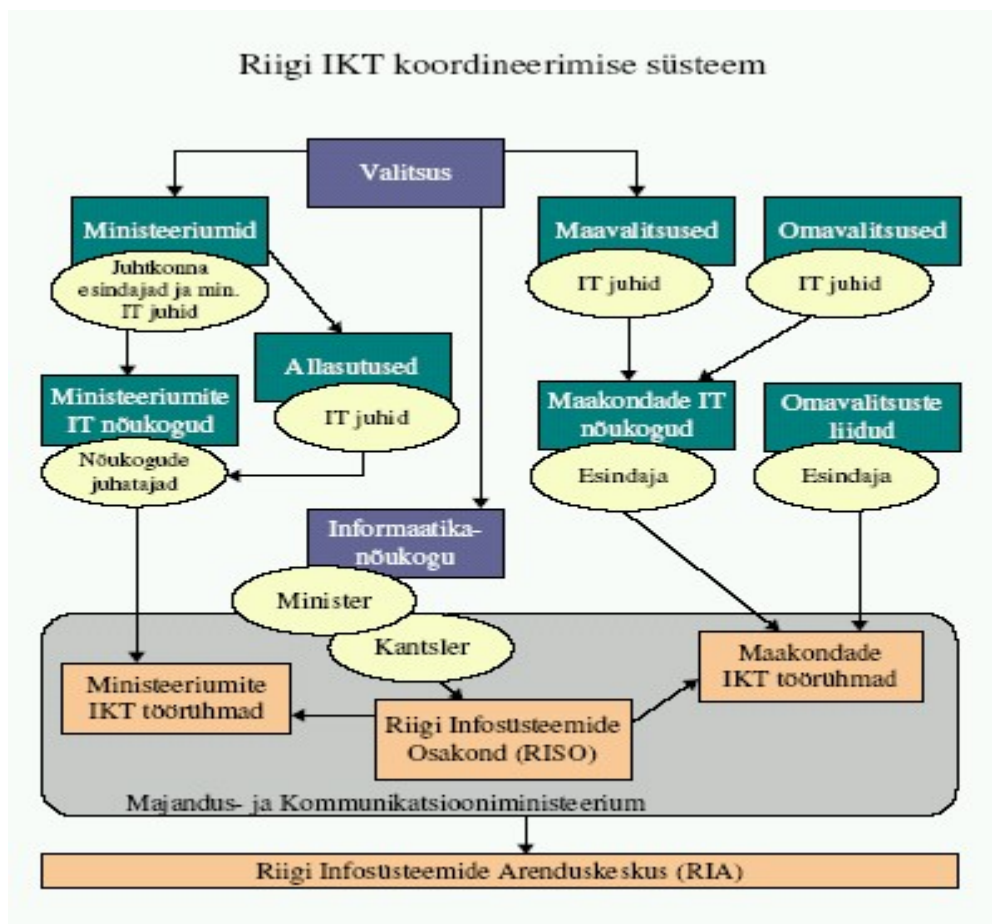 Riigi IKT koordineerimise süsteem
Valitsus
Ministeeriumid
Juhtkonna
esindajad ja min.
IT juhid
Maavalitsused
IT juhid
Omavalitsused
IT juhid
Allasutused
IT juhid
Ministeeriumite
IT nõukogud
Nõukogude
juhatajad
Maakondade IT
nõukogud
Esindaja
Omavalitsuste
liidud
Esindaja
Informaatika-
nõukogu
Minister
Kantsler
Ministeeriumite
IKT töörühmad
Riigi Infosüsteemide
Osakond (RISO)
Maakondade
IKT töörühmad
Majandus- ja Kommunikatsiooniministeerium
Riigi Infosüsteemide Arenduskeskus (RIA)